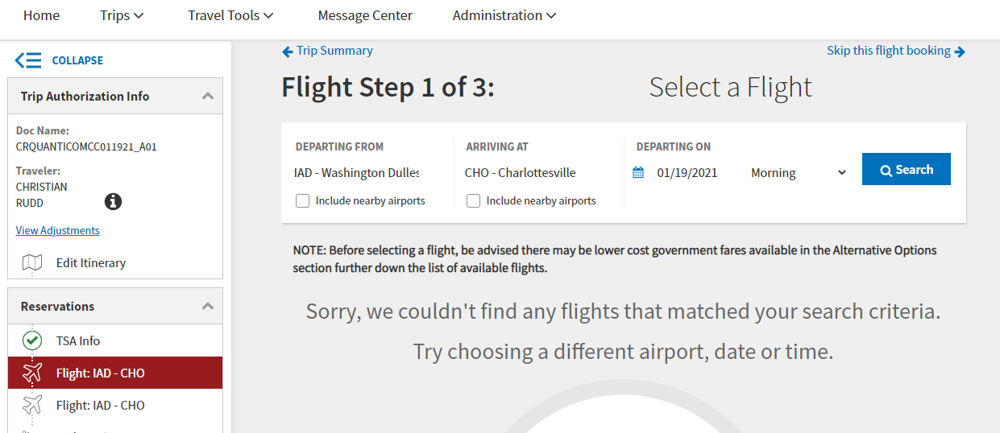 Home Trips Travel Tools Message Center Administration
COLLAPSE
Trip Authorization Info
Doc Name:
CRQUANTICOMCC011921_A01
Traveler:
CHRISTIAN
RUDD
View Adjustments
Edit Itinerary
Reservations
TSA Info
Flight: IAD - CHO
Flight: IAD - CHO
Trip Summary
Skip this flight booking
Flight Step 1 of 3: Select a Flight
DEPARTING FROM ARRIVING AT DEPARTING ON
IAD - Washington Dulles CHO - Charlottesville 01/19/2021 Morning Search
Include nearby airports Include nearby airports
NOTE: Before selecting a flight, be advised there may be lower cost government fares available in the Alternative Options
section further down the list of available flights.
Sorry, we couldn't find any flights that matched your search criteria.
Try choosing a different airport, date or time.